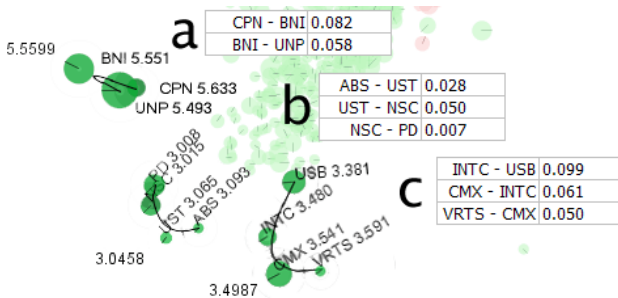 a
CPN - BNI 0.082
BNI - UNP 0.058
5.5599
BNI 5.551
CPN 5.633
UNP 5.493
b
ABS - UST 0.028
UST - NSC 0.050
NSC - PD 0.007
PD 3.008
C 3.015
UST 3.065
ABS 3.093
3.0458
c
INTC - USB 0.099
CMX - INTC 0.061
VRTS - CMX 0.050
USB 3.381
INTC 3.480
CMX 3.541
VRTS 3.591
3.4987